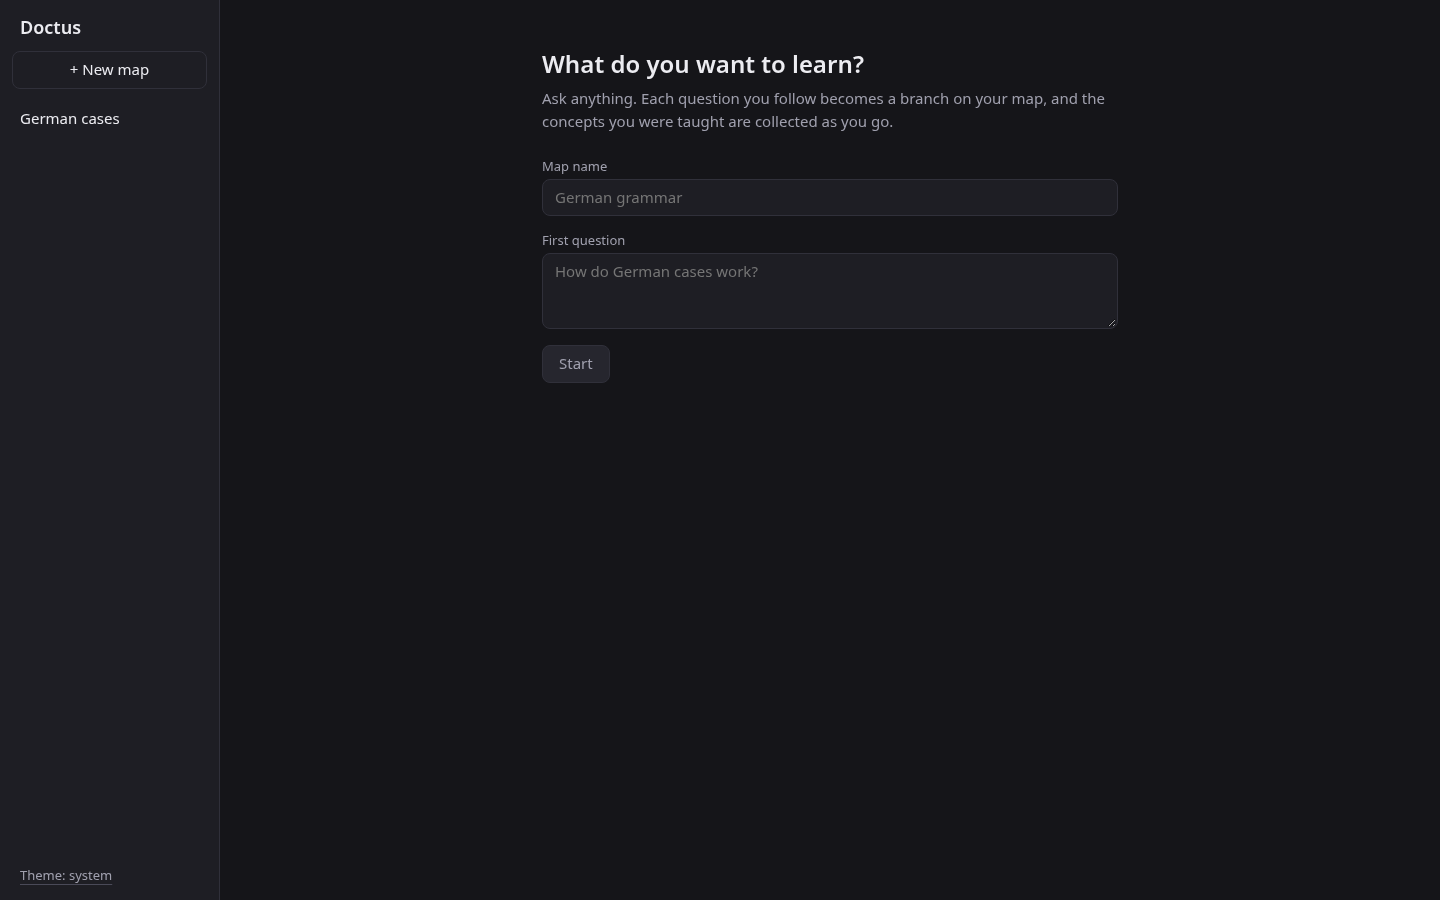 Doctus
+ New map
German cases
Theme: system
What do you want to learn?
Ask anything. Each question you follow becomes a branch on your map, and the
concepts you were taught are collected as you go.
Map name
German grammar
First question
How do German cases work?
Start